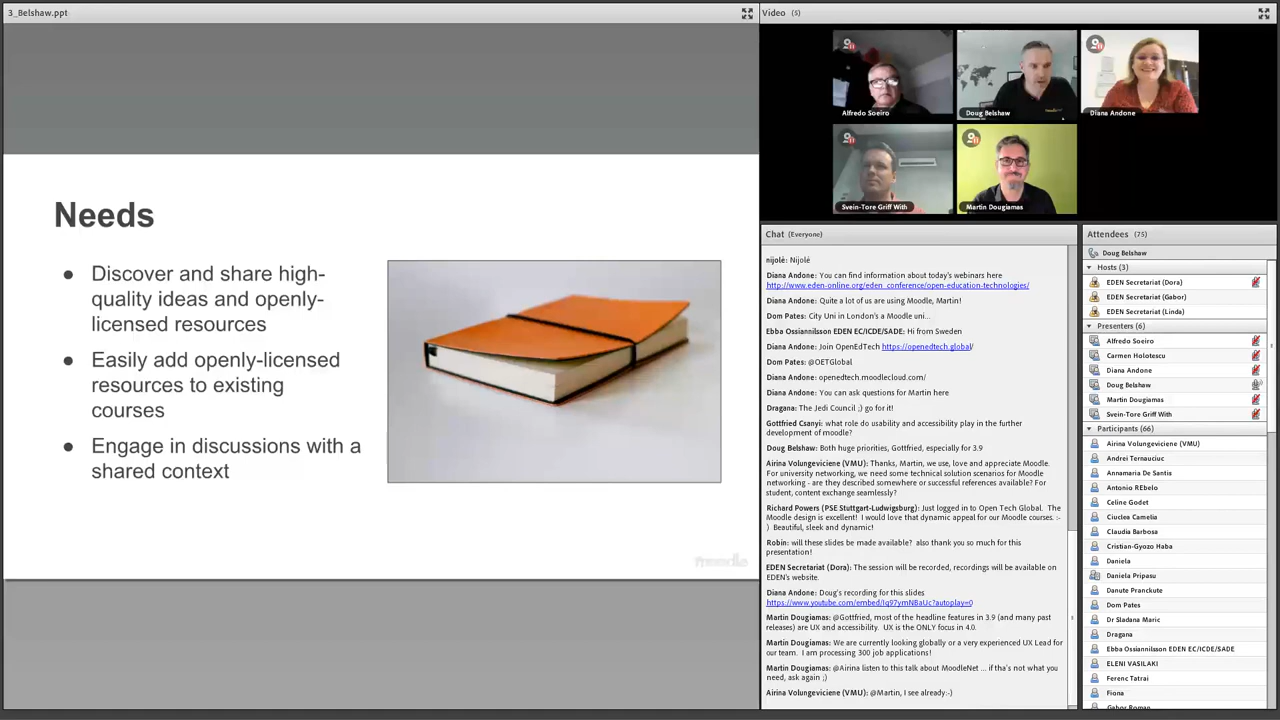 3_Belshaw.ppt
Needs
● Discover and share high-
quality ideas and openly-
licensed resources
● Easily add openly-licensed
resources to existing
courses
● Engage in discussions with a
shared context
Video (5)
Alfredo Soeiro
Doug Belshaw
Diana Andone
Svein-Tore Griff With
Martin Dougiamas
Chat (Everyone)
nijolé: Nijolé
Diana Andone: You can find information about today's webinars here
http://www.eden-online.org/eden_conference/open-education-technologies/
Diana Andone: Quite a lot of us are using Moodle, Martin!
Dom Pates: City Uni in London's a Moodle uni...
Ebba Ossiannilsson EDEN EC/ICDE/SADE: Hi from Sweden
Diana Andone: Join OpenEdTech https://openedtech.global/
Dom Pates: @OETGlobal
Diana Andone: openedtech.moodlecloud.com/
Diana Andone: You can ask questions for Martin here
Dragana: The Jedi Council ;) go for it!
Gottfried Csanyi: what role do usability and accessibility play in the further
development of moodle?
Doug Belshaw: Both huge priorities, Gottfried, especially for 3.9
Airina Volungeviciene (VMU): Thanks, Martin, we use, love and appreciate Moodle.
For university networking, we need some technical solution scenarios for Moodle
networking - are they described somewhere or successful references available? For
student, content exchange seamlessly?
Richard Powers (PSE Stuttgart-Ludwigsburg): Just logged in to Open Tech Global. The
Moodle design is excellent! I would love that dynamic appeal for our Moodle courses. :-
) Beautiful, sleek and dynamic!
Robin: will these slides be made available? also thank you so much for this
presentation!
EDEN Secretariat (Dora): The session will be recorded, recordings will be available on
EDEN's website.
Diana Andone: Doug's recording for this slides
https://www.youtube.com/embed/Iq97ymNBaUc?autoplay=0
Martin Dougiamas: @Gottfried, most of the headline features in 3.9 (and many past
releases) are UX and accessibility. UX is the ONLY focus in 4.0.
Martin Dougiamas: We are currently looking globally or a very experienced UX Lead for
our team. I am processing 300 job applications!
Martin Dougiamas: @Airina listen to this talk about MoodleNet ... if tha's not what you
need, ask again ;)
Airina Volungeviciene (VMU): @Martin, I see already:-)
Attendees (75)
Doug Belshaw
Hosts (3)
EDEN Secretariat (Dora)
EDEN Secretariat (Gabor)
EDEN Secretariat (Linda)
Presenters (6)
Alfredo Soeiro
Carmen Holotescu
Diana Andone
Doug Belshaw
Martin Dougiamas
Svein-Tore Griff With
Participants (66)
Airina Volungeviciene (VMU)
Andrei Ternauciuc
Annamaria De Santis
Antonio REbelo
Celine Godet
Ciuclea Camelia
Claudia Barbosa
Cristian-Gyozo Haba
Daniela
Daniela Pripasu
Danute Pranckute
Dom Pates
Dr Sladana Maric
Dragana
Ebba Ossiannilsson EDEN EC/ICDE/SADE
ELENI VASILAKI
Ferenc Tatrai
Fiona
Gabor Roman